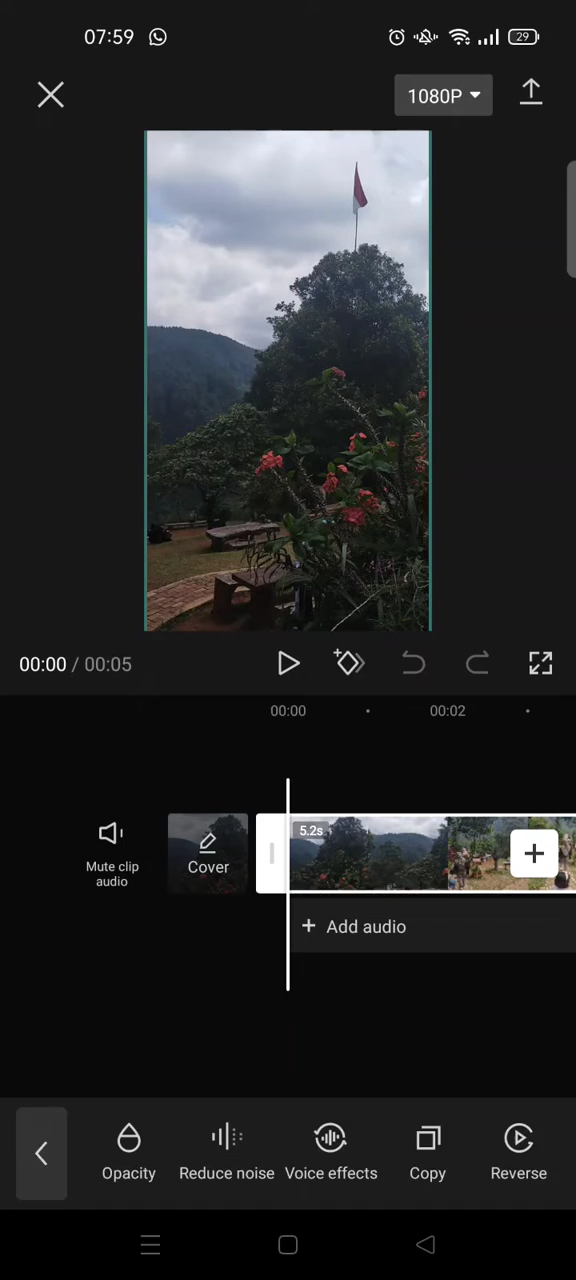 07:59
29
1080P
00:00 / 00:05
00:00
00:02
5.2s
Mute clip
audio
Cover
+
+ Add audio
Opacity
Reduce noise
Voice effects
Copy
Reverse